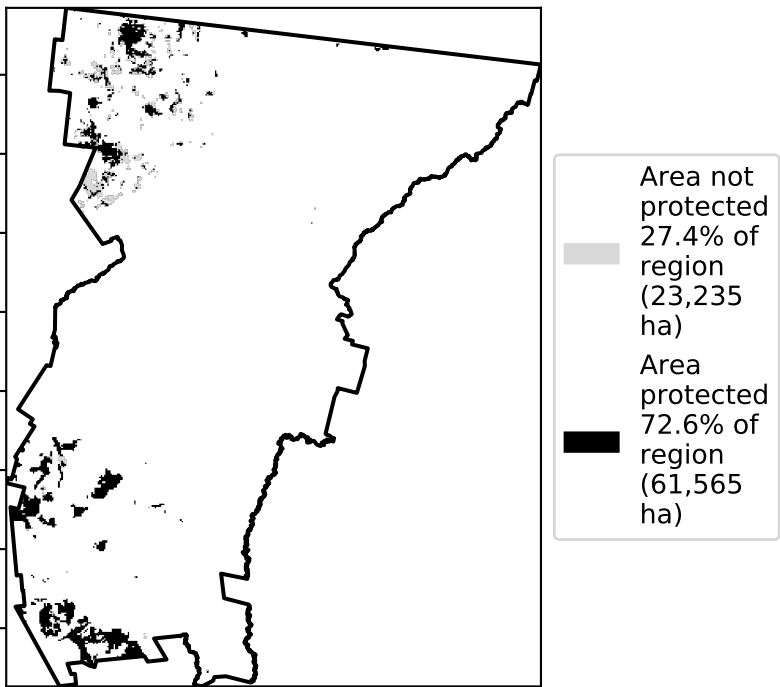 Area not
protected
27.4% of
region
(23,235
ha)
Area
protected
72.6% of
region
(61,565
ha)